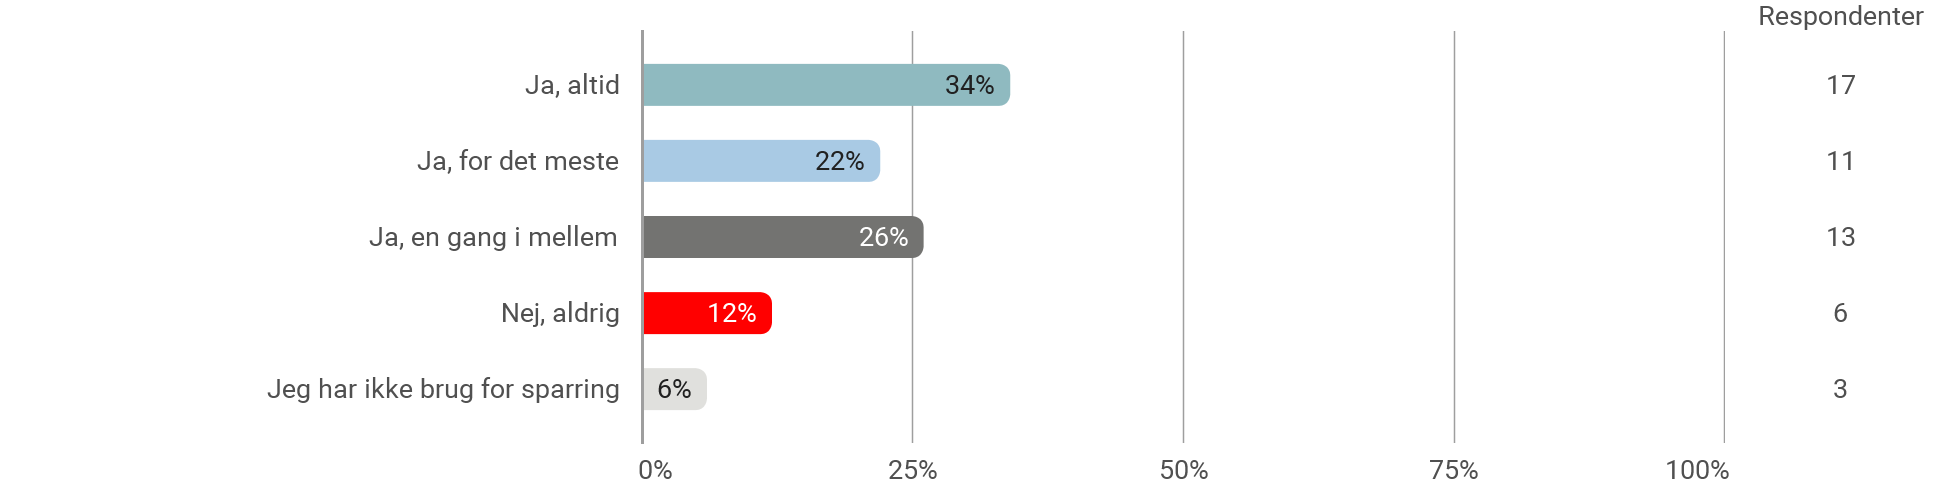 Respondenter
Ja, altid 34% 17
Ja, for det meste 22% 11
Ja, en gang i mellem 26% 13
Nej, aldrig 12% 6
Jeg har ikke brug for sparring 6% 3
0% 25% 50% 75% 100%